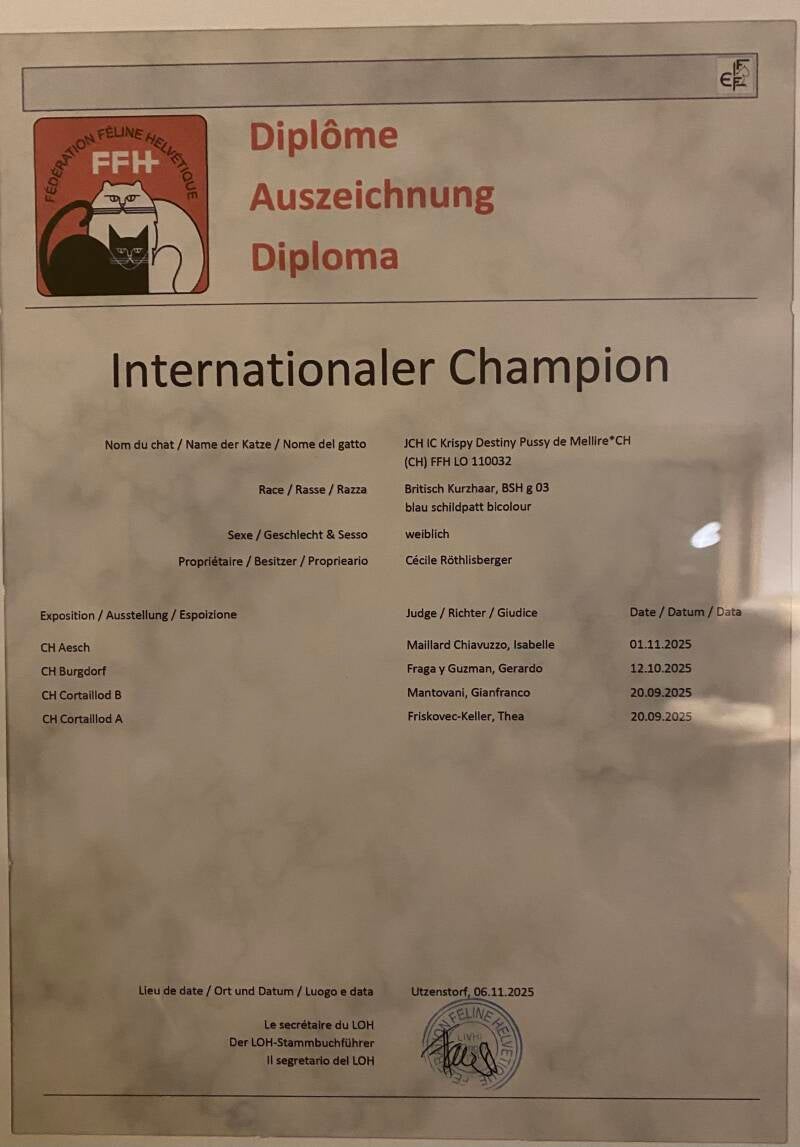 FÉDÉRATION FÉLINE HELVÉTIQUE
FFH
Diplôme
Auszeichnung
Diploma
Internationaler Champion
Nom du chat / Name der Katze / Nome del gatto JCH IC Krispy Destiny Pussy de Mellire*CH
(CH) FFH LO 110032
Race / Rasse / Razza Britisch Kurzhaar, BSH g 03
blau schildpatt bicolour
Sexe / Geschlecht & Sesso weiblich
Propriétaire / Besitzer / Proprieario Cécile Röthlisberger
Exposition / Ausstellung / Espoizione Judge / Richter / Giudice Date / Datum / Data
CH Aesch Maillard Chiavuzzo, Isabelle 01.11.2025
CH Burgdorf Fraga y Guzman, Gerardo 12.10.2025
CH Cortaillod B Mantovani, Gianfranco 20.09.2025
CH Cortaillod A Friskovec-Keller, Thea 20.09.2025
Lieu de date / Ort und Datum / Luogo e data Utzenstorf, 06.11.2025
Le secrétaire du LOH
Der LOH-Stammbuchführer
Il segretario del LOH
FELINE HELVETIQUE